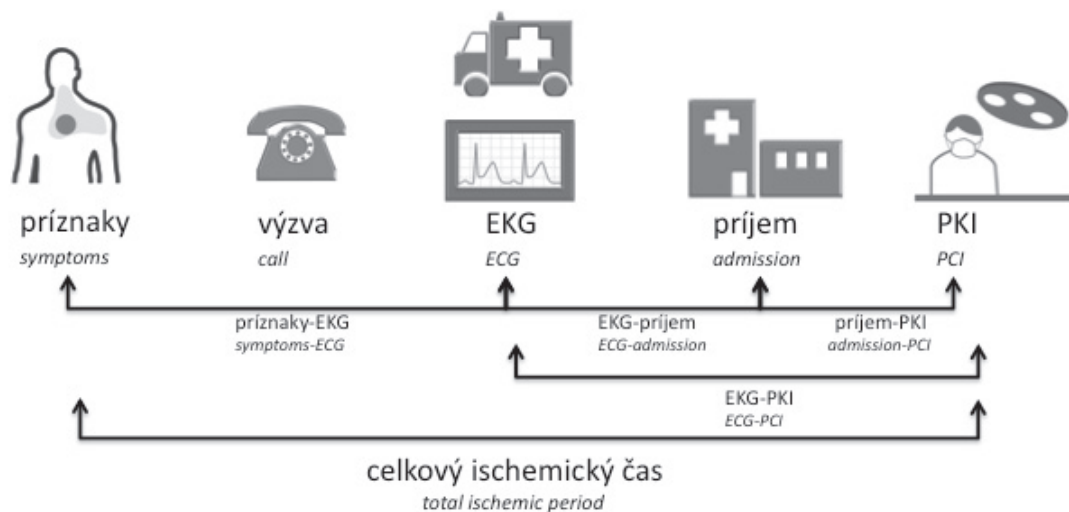 príznaky
symptoms
výzva
call
EKG
ECG
príjem
admission
PKI
PCI
príznaky-EKG
symptoms-ECG
EKG-príjem
ECG-admission
príjem-PKI
admission-PCI
EKG-PKI
ECG-PCI
celkový ischemický čas
total ischemic period